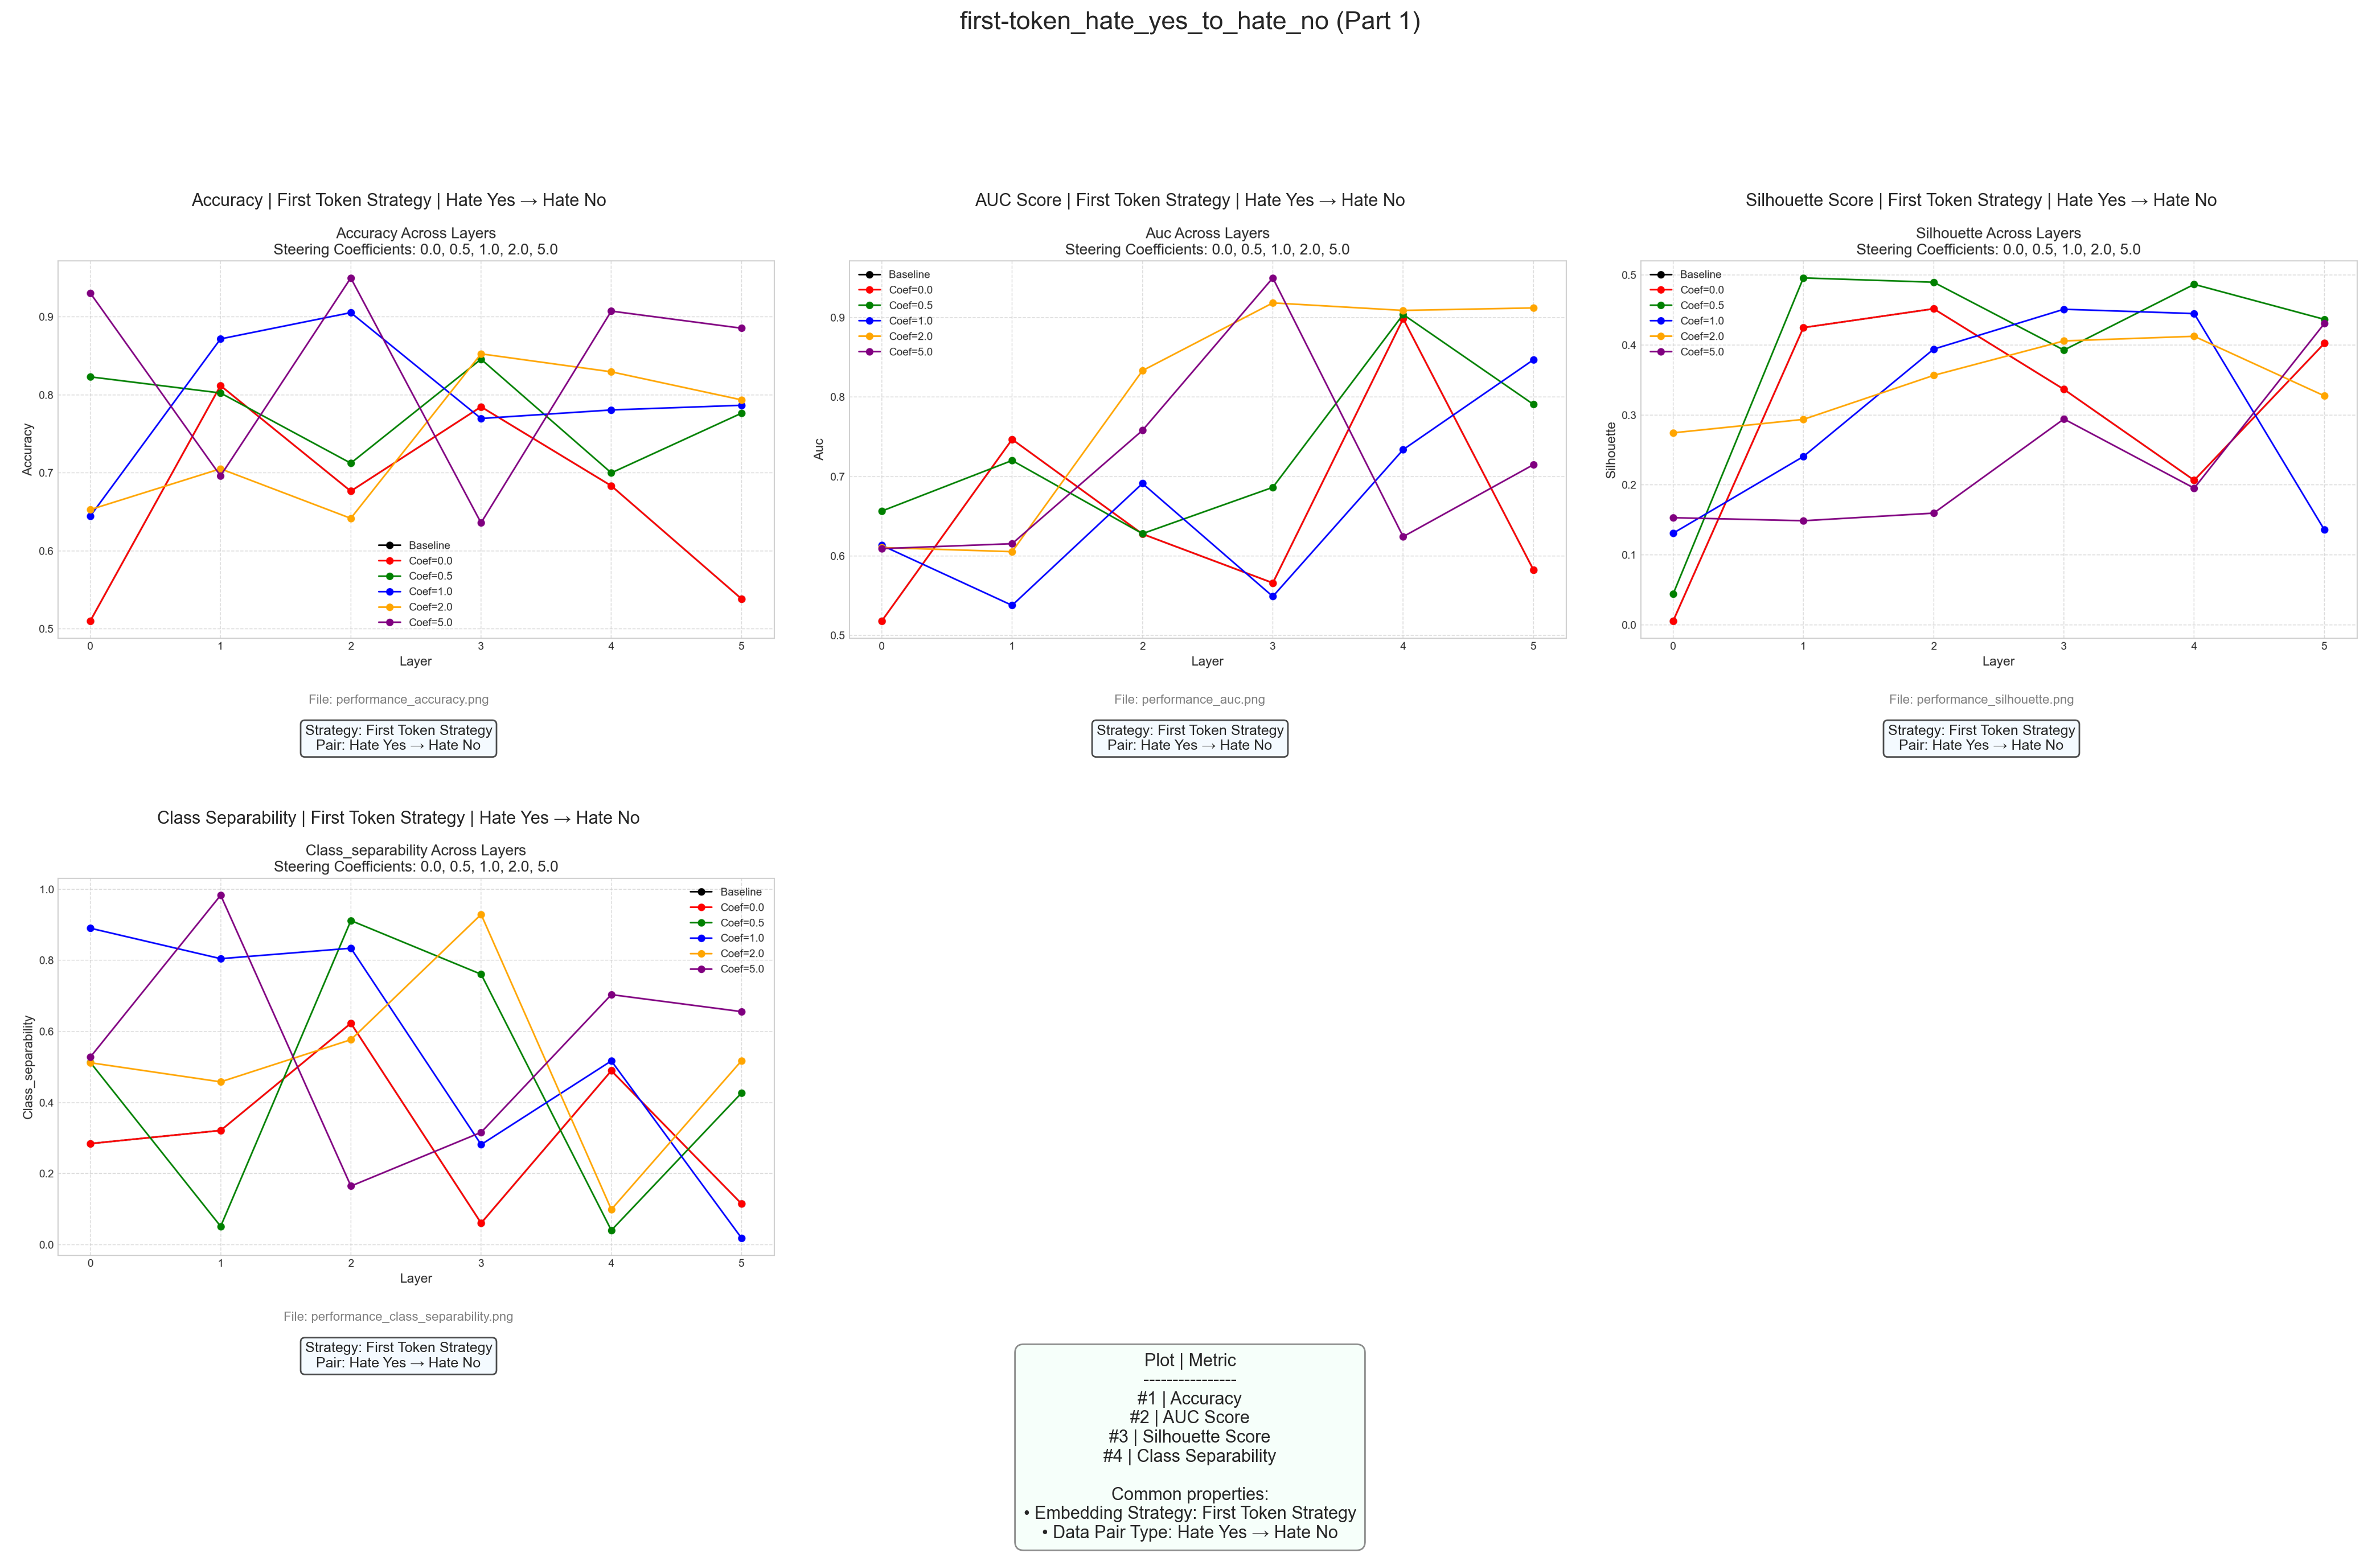 first-token_hate_yes_to_hate_no (Part 1)
Accuracy | First Token Strategy | Hate Yes → Hate No
Accuracy Across Layers
Steering Coefficients: 0.0, 0.5, 1.0, 2.0, 5.0
Accuracy
0.9
0.8
0.7
0.6
0.5
Baseline
Coef=0.0
Coef=0.5
Coef=1.0
Coef=2.0
Coef=5.0
0 1 2 3 4 5
Layer
File: performance_accuracy.png
Strategy: First Token Strategy
Pair: Hate Yes → Hate No
AUC Score | First Token Strategy | Hate Yes → Hate No
Auc Across Layers
Steering Coefficients: 0.0, 0.5, 1.0, 2.0, 5.0
Auc
0.9
0.8
0.7
0.6
0.5
Baseline
Coef=0.0
Coef=0.5
Coef=1.0
Coef=2.0
Coef=5.0
0 1 2 3 4 5
Layer
File: performance_auc.png
Strategy: First Token Strategy
Pair: Hate Yes → Hate No
Silhouette Score | First Token Strategy | Hate Yes → Hate No
Silhouette Across Layers
Steering Coefficients: 0.0, 0.5, 1.0, 2.0, 5.0
Silhouette
0.5
0.4
0.3
0.2
0.1
0.0
Baseline
Coef=0.0
Coef=0.5
Coef=1.0
Coef=2.0
Coef=5.0
0 1 2 3 4 5
Layer
File: performance_silhouette.png
Strategy: First Token Strategy
Pair: Hate Yes → Hate No
Class Separability | First Token Strategy | Hate Yes → Hate No
Class_separability Across Layers
Steering Coefficients: 0.0, 0.5, 1.0, 2.0, 5.0
Class_separability
1.0
0.8
0.6
0.4
0.2
0.0
Baseline
Coef=0.0
Coef=0.5
Coef=1.0
Coef=2.0
Coef=5.0
0 1 2 3 4 5
Layer
File: performance_class_separability.png
Strategy: First Token Strategy
Pair: Hate Yes → Hate No
Plot | Metric
----------------
#1 | Accuracy
#2 | AUC Score
#3 | Silhouette Score
#4 | Class Separability
Common properties:
• Embedding Strategy: First Token Strategy
• Data Pair Type: Hate Yes → Hate No